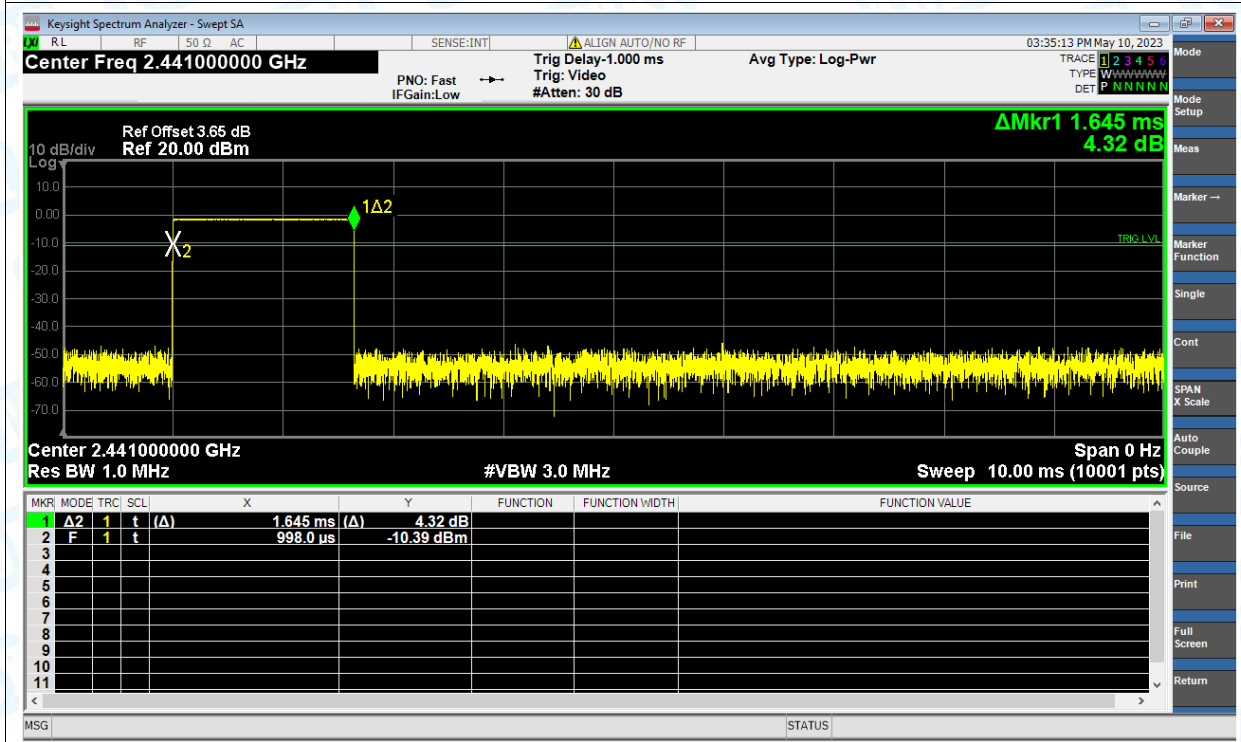 Keysight Spectrum Analyzer - Swept SA
LXI RL RF 50 Ω AC SENSE:INT ALIGN AUTO/NO RF 03:35:13 PM May 10, 2023
Center Freq 2.441000000 GHz
PNO: Fast
IFGain:Low
Trig Delay-1.000 ms
Trig: Video
#Atten: 30 dB
Avg Type: Log-Pwr
TRACE 1 2 3 4 5 6
TYPE WWWWWW
DET P N N N N N
ΔMkr1 1.645 ms
4.32 dB
Ref Offset 3.65 dB
10 dB/div Ref 20.00 dBm
Log
10.0
0.00
-10.0
-20.0
-30.0
-40.0
-50.0
-60.0
-70.0
1Δ2
X2
TRIG LVL
Center 2.441000000 GHz Span 0 Hz
Res BW 1.0 MHz #VBW 3.0 MHz Sweep 10.00 ms (10001 pts)
MKR MODE TRC SCL X Y FUNCTION FUNCTION WIDTH FUNCTION VALUE
1 Δ2 1 t (Δ) 1.645 ms (Δ) 4.32 dB
2 F 1 t 998.0 µs -10.39 dBm
3
4
5
6
7
8
9
10
11
MSG STATUS
Mode
Mode
Setup
Meas
Marker →
Marker
Function
Single
Cont
SPAN
X Scale
Auto
Couple
Source
File
Print
Full
Screen
Return